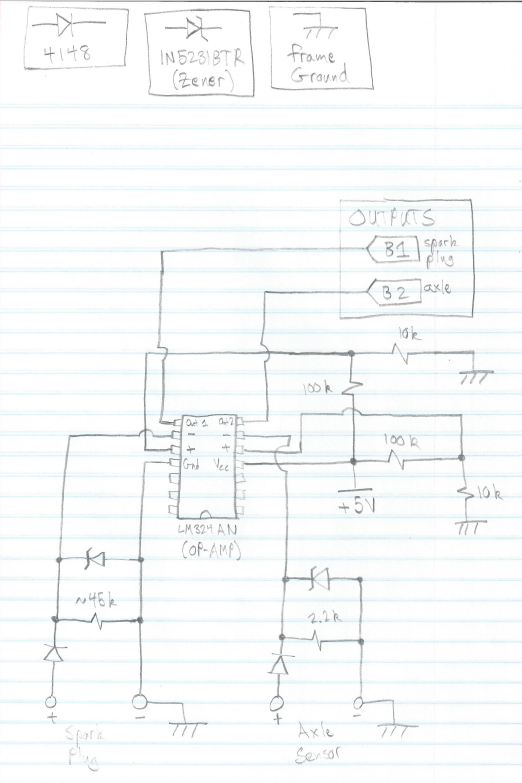 4148
IN5231BTR
(Zener)
frame
Ground
OUTPUTS
B1
spark
plug
B2
axle
10k
100k
out 1
out 2
-
-
+
+
Gnd
Vcc
100k
+5V
10k
LM324AN
(OP-AMP)
~45k
2.2k
+
-
+
-
Spark
Plug
Axle
Sensor